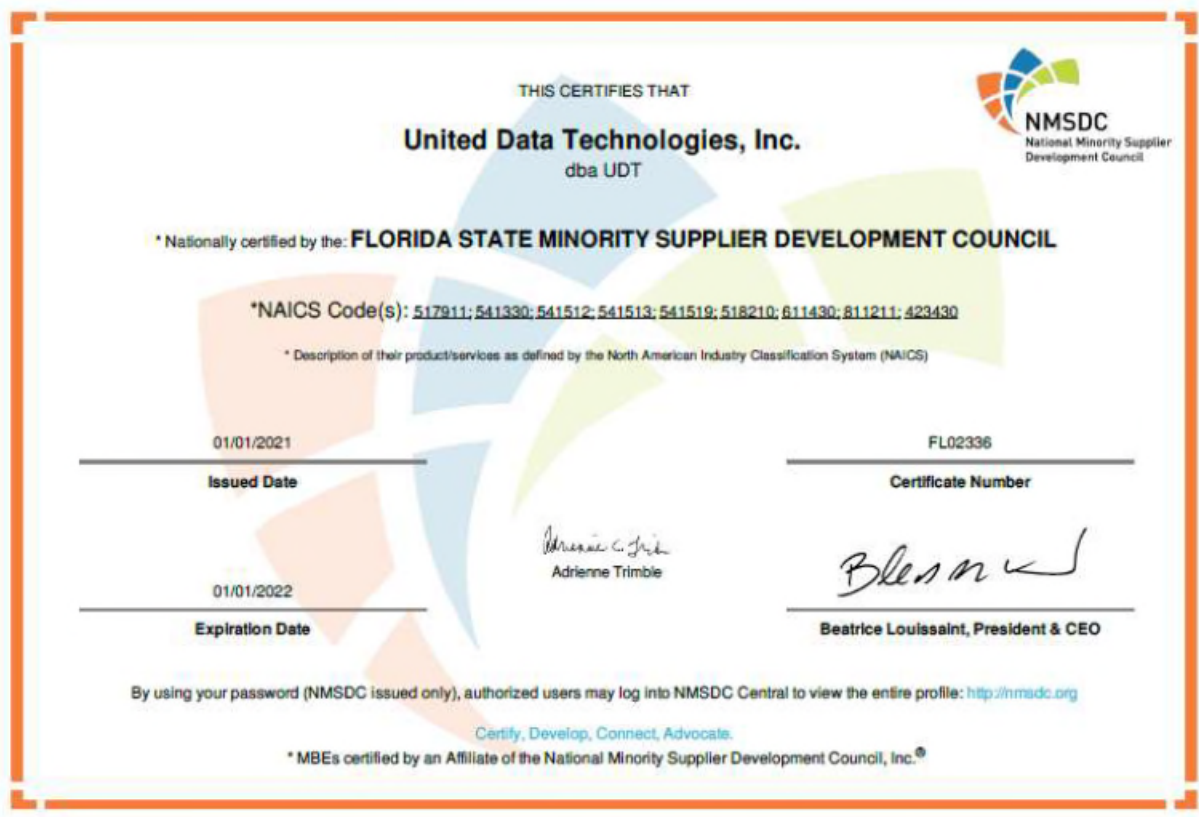 THIS CERTIFIES THAT
United Data Technologies, Inc.
dba UDT
NMSDC
National Minority Supplier
Development Council
* Nationally certified by the: FLORIDA STATE MINORITY SUPPLIER DEVELOPMENT COUNCIL
*NAICS Code(s): 517911; 541330; 541512; 541513; 541519; 518210; 611430; 811211; 423430
* Description of their product/services as defined by the North American Industry Classification System (NAICS)
01/01/2021
Issued Date
FL02336
Certificate Number
Adrienne Trimble
01/01/2022
Expiration Date
Beatrice Louissaint, President & CEO
By using your password (NMSDC issued only), authorized users may log into NMSDC Central to view the entire profile: http://nmsdc.org
Certify, Develop, Connect, Advocate.
* MBEs certified by an Affiliate of the National Minority Supplier Development Council, Inc.®